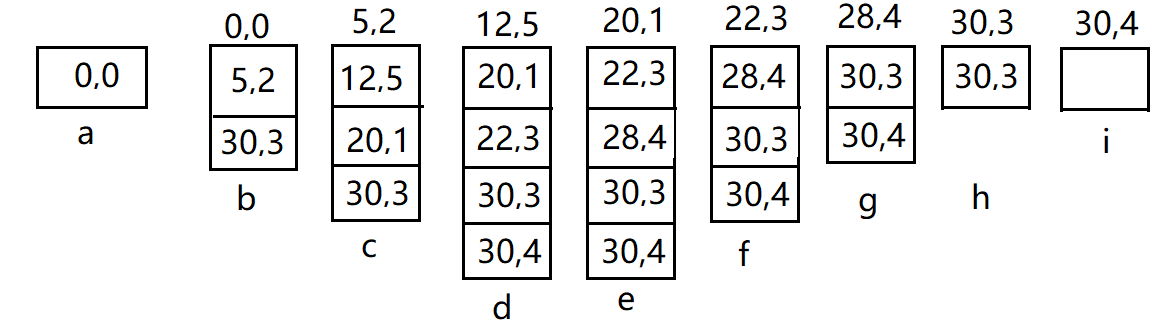 0,0 5,2 12,5 20,1 22,3 28,4 30,3 30,4
0,0 5,2 12,5 20,1 22,3 28,4 30,3 30,3
30,3 20,1 22,3 28,4 30,3 30,4
30,3 30,3 30,3 30,4
30,4 30,4
a b c d e f g h i